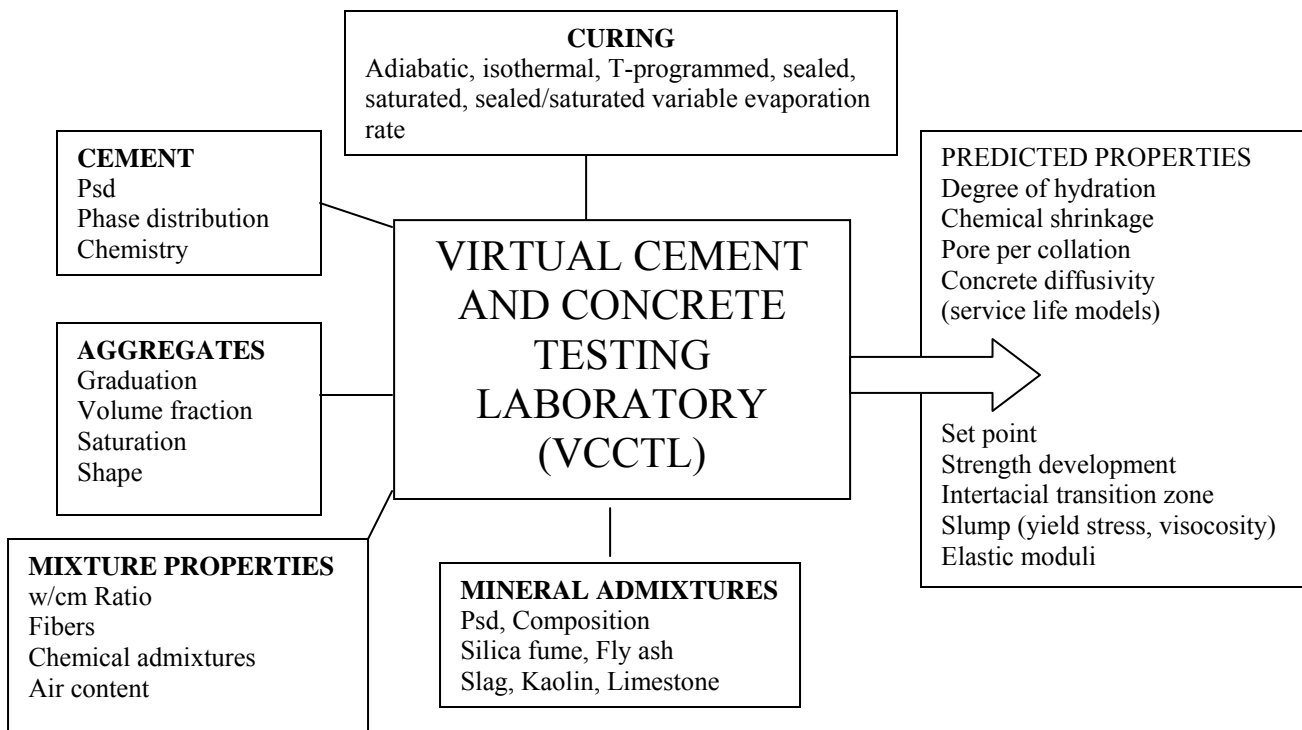 CURING
Adiabatic, isothermal, T-programmed, sealed,
saturated, sealed/saturated variable evaporation
rate
CEMENT
Psd
Phase distribution
Chemistry
AGGREGATES
Graduation
Volume fraction
Saturation
Shape
MIXTURE PROPERTIES
w/cm Ratio
Fibers
Chemical admixtures
Air content
VIRTUAL CEMENT
AND CONCRETE
TESTING
LABORATORY
(VCCTL)
MINERAL ADMIXTURES
Psd, Composition
Silica fume, Fly ash
Slag, Kaolin, Limestone
PREDICTED PROPERTIES
Degree of hydration
Chemical shrinkage
Pore per collation
Concrete diffusivity
(service life models)
Set point
Strength development
Intertacial transition zone
Slump (yield stress, visocosity)
Elastic moduli